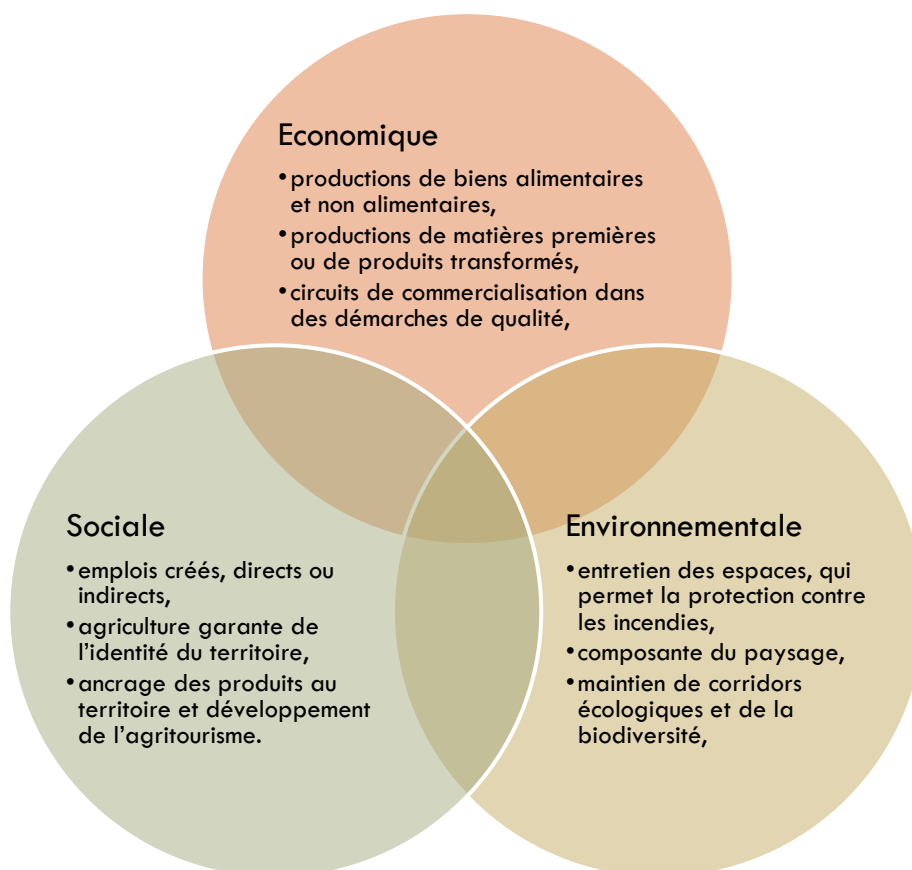 Economique
•productions de biens alimentaires
et non alimentaires,
•productions de matières premières
ou de produits transformés,
•circuits de commercialisation dans
des démarches de qualité,
Sociale
•emplois créés, directs ou
indirects,
•agriculture garante de
l’identité du territoire,
•ancrage des produits au
territoire et développement
de l’agritourisme.
Environnementale
•entretien des espaces, qui
permet la protection contre
les incendies,
•composante du paysage,
•maintien de corridors
écologiques et de la
biodiversité,